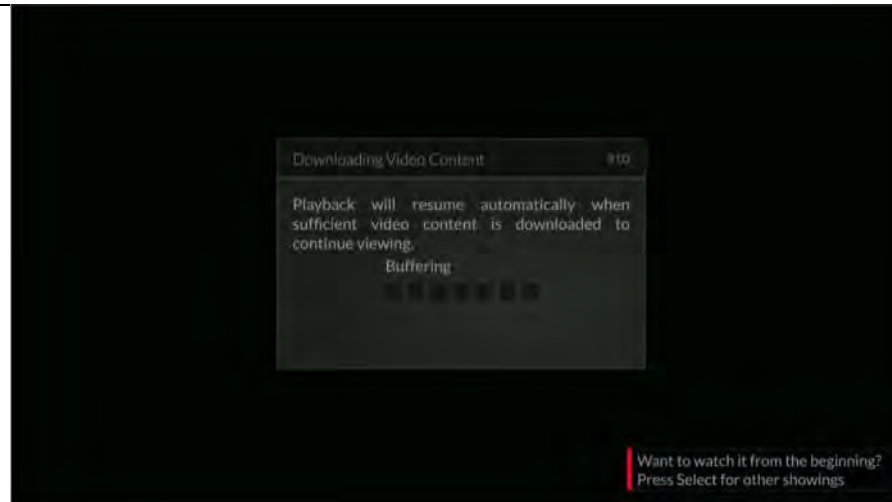 Downloading Video Content 910
Playback will resume automatically when
sufficient video content is downloaded to
continue viewing.
Buffering
Want to watch it from the beginning?
Press Select for other showings